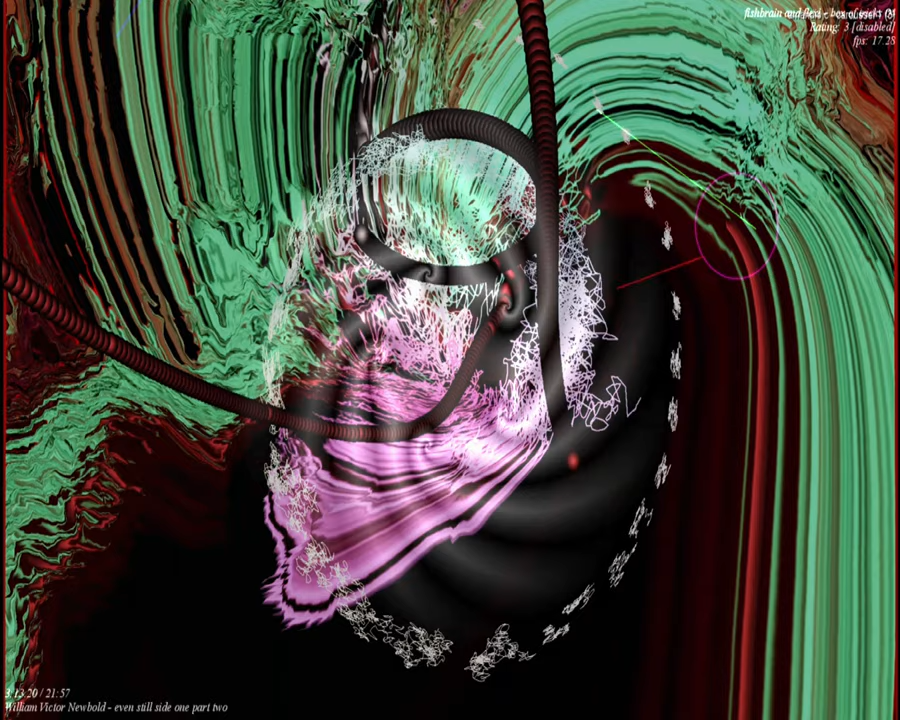 fishbrain and flexi - box of
Rating: 3 [disabled]
fps: 17.28
3:13.20 / 21:57
William Victor Newbold - even still side one part two